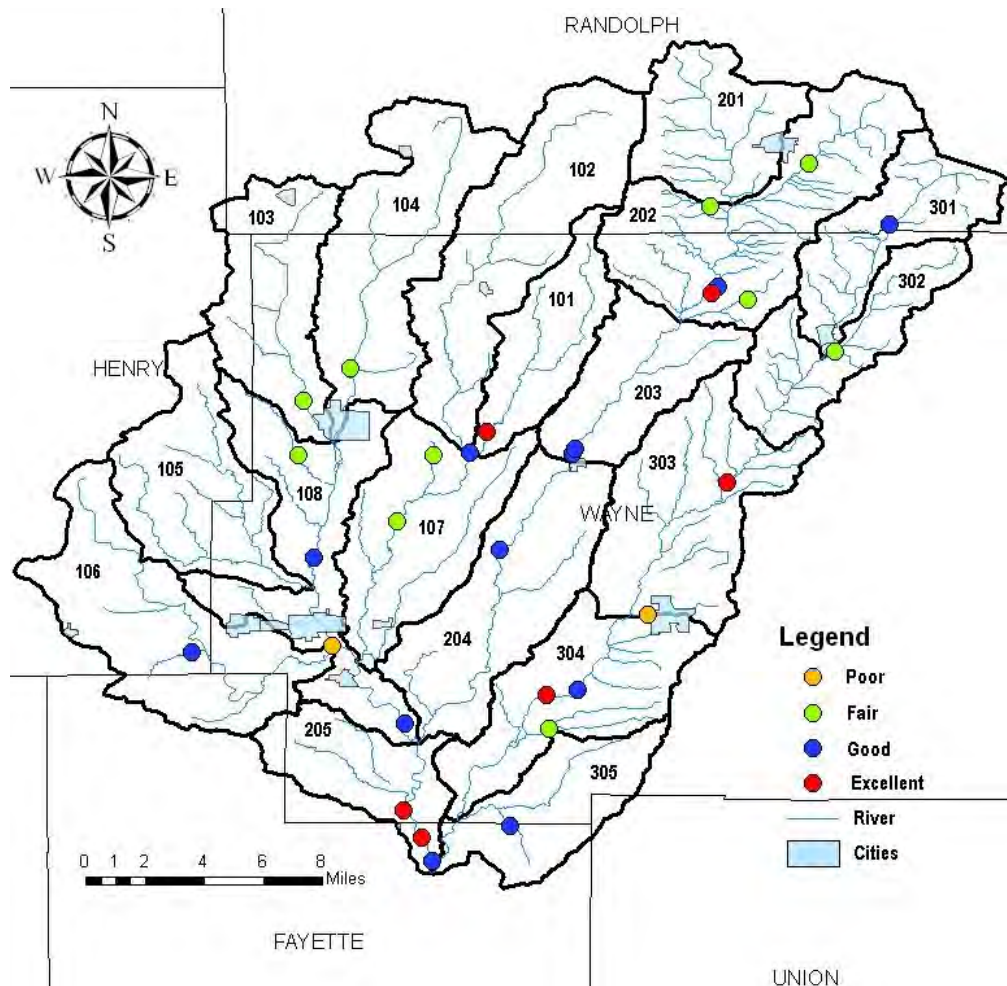 RANDOLPH
N
W E
S
201
102
104
103
202
301
101
302
HENRY
203
105
303
108
107
WAYNE
106
204
304
205
305
Legend
Poor
Fair
Good
Excellent
River
Cities
0 1 2 4 6 8
Miles
FAYETTE
UNION